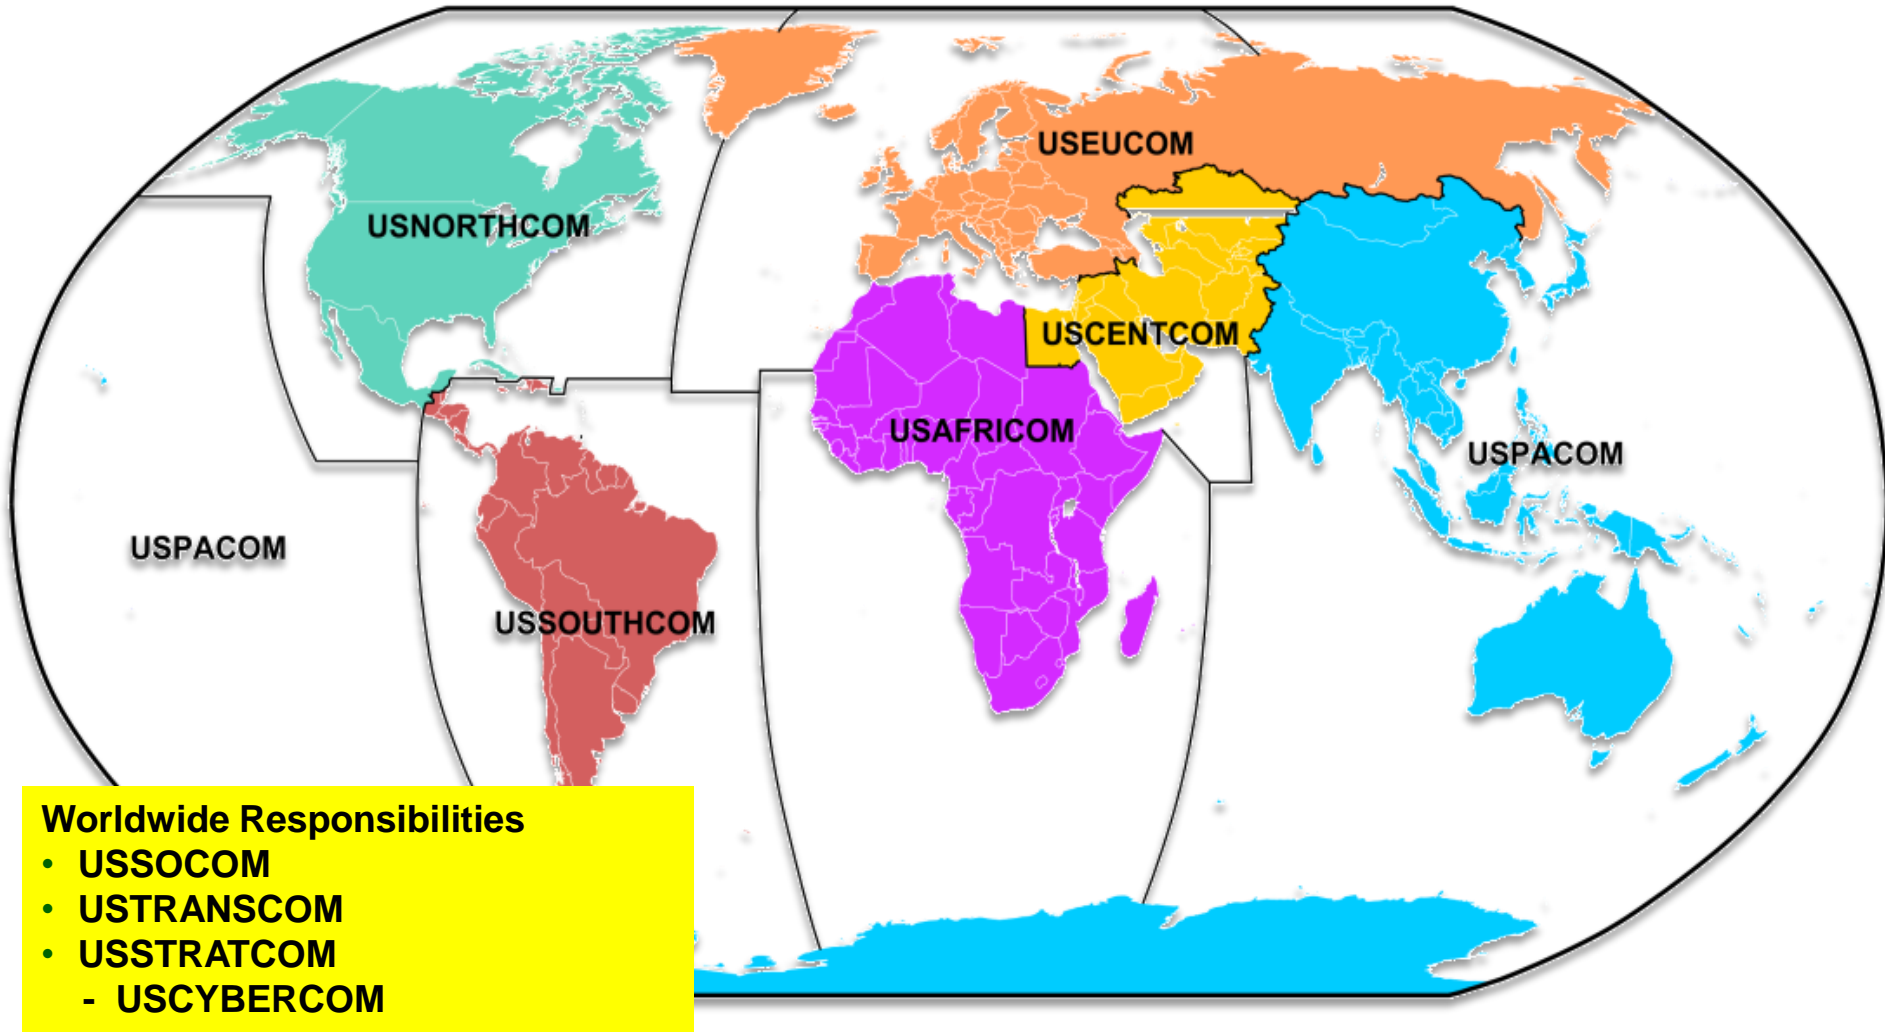 USEUCOM
USNORTHCOM
USCENTCOM
USAFRICOM
USPACOM
USPACOM
USSOUTHCOM
Worldwide Responsibilities
• USSOCOM
• USTRANSCOM
• USSTRATCOM
- USCYBERCOM